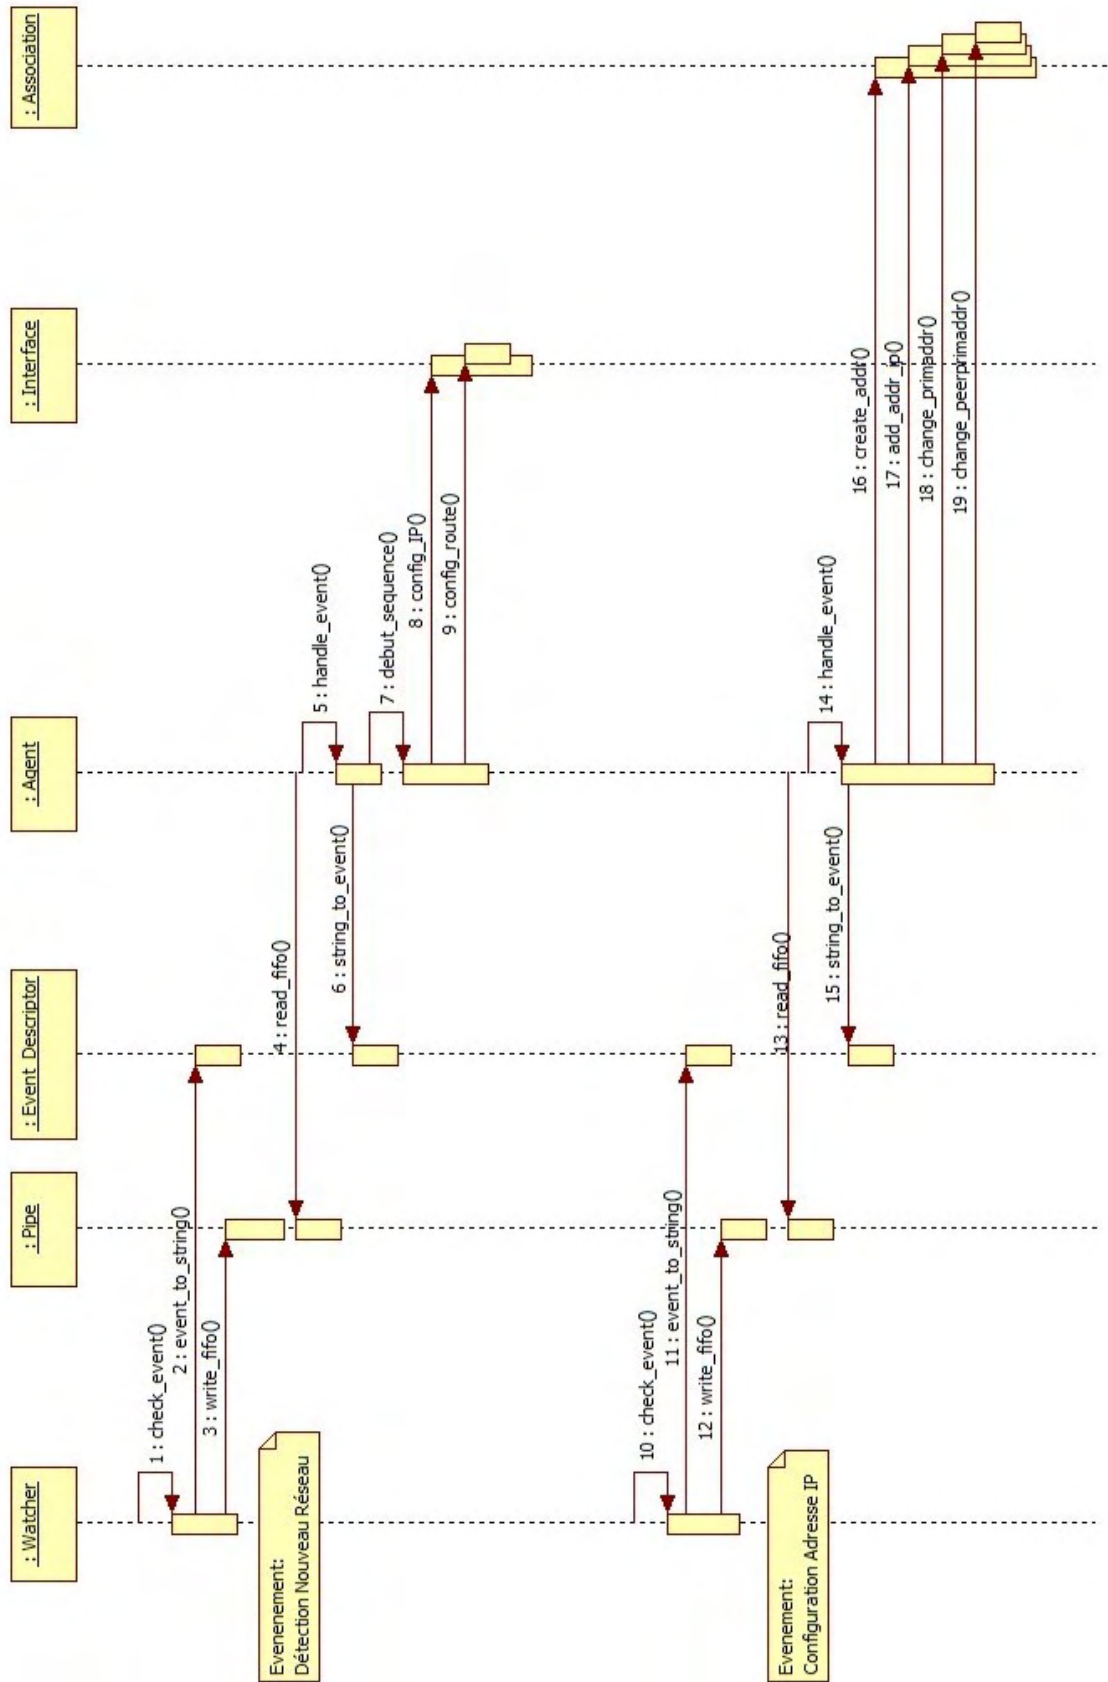 : Watcher
: Pipe
: Event Descriptor
: Agent
: Interface
: Association
1 : check_event()
2 : event_to_string()
3 : write_fifo()
Evenement:
Détection Nouveau Réseau
4 : read_fifo()
5 : handle_event()
6 : string_to_event()
7 : debut_sequence()
8 : config_IP()
9 : config_route()
10 : check_event()
11 : event_to_string()
12 : write_fifo()
Evenement:
Configuration Adresse IP
13 : read_fifo()
14 : handle_event()
15 : string_to_event()
16 : create_addr()
17 : add_addr_ip()
18 : change_primaddr()
19 : change_peerprimaddr()